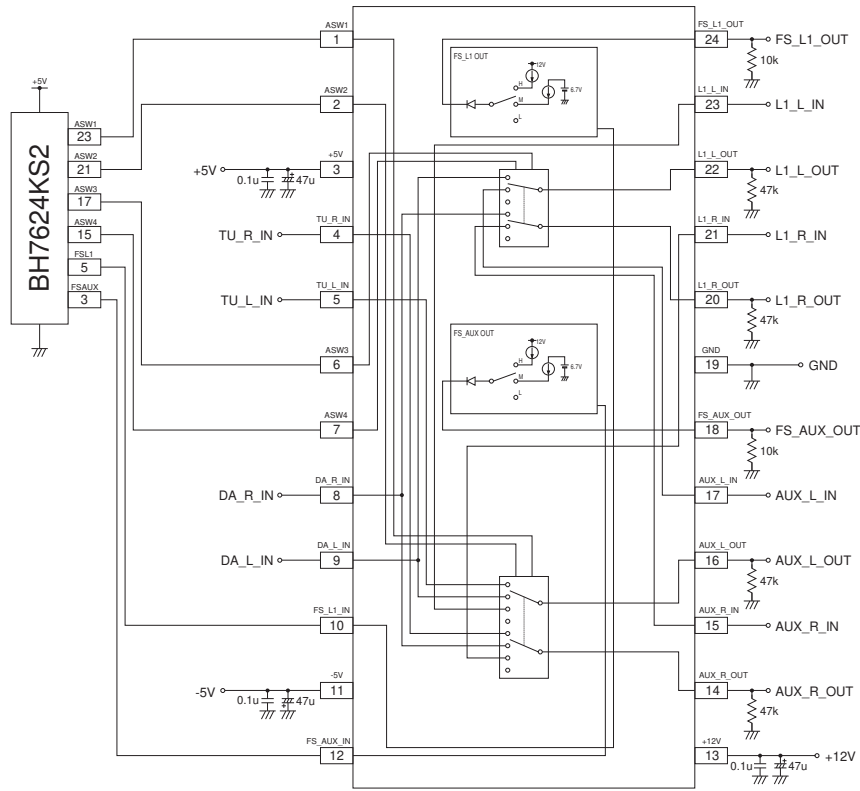 +5V
BH7624KS2
ASW1
23
ASW2
21
ASW3
17
ASW4
15
FSL1
5
FSAUX
3
ASW1
1
ASW2
2
+5V
3
+5V
0.1u
47u
TU_R_IN
4
TU_R_IN
TU_L_IN
5
TU_L_IN
ASW3
6
ASW4
7
DA_R_IN
8
DA_R_IN
DA_L_IN
9
DA_L_IN
FS_L1_IN
10
-5V
11
-5V
0.1u
47u
FS_AUX_IN
12
FS_L1 OUT
12V
H
M
L
6.7V
FS_AUX OUT
12V
H
M
L
6.7V
FS_L1_OUT
24
FS_L1_OUT
10k
L1_L_IN
23
L1_L_IN
L1_L_OUT
22
L1_L_OUT
47k
L1_R_IN
21
L1_R_IN
L1_R_OUT
20
L1_R_OUT
47k
GND
19
GND
FS_AUX_OUT
18
FS_AUX_OUT
10k
AUX_L_IN
17
AUX_L_IN
AUX_L_OUT
16
AUX_L_OUT
47k
AUX_R_IN
15
AUX_R_IN
AUX_R_OUT
14
AUX_R_OUT
47k
+12V
13
0.1u
47u
+12V